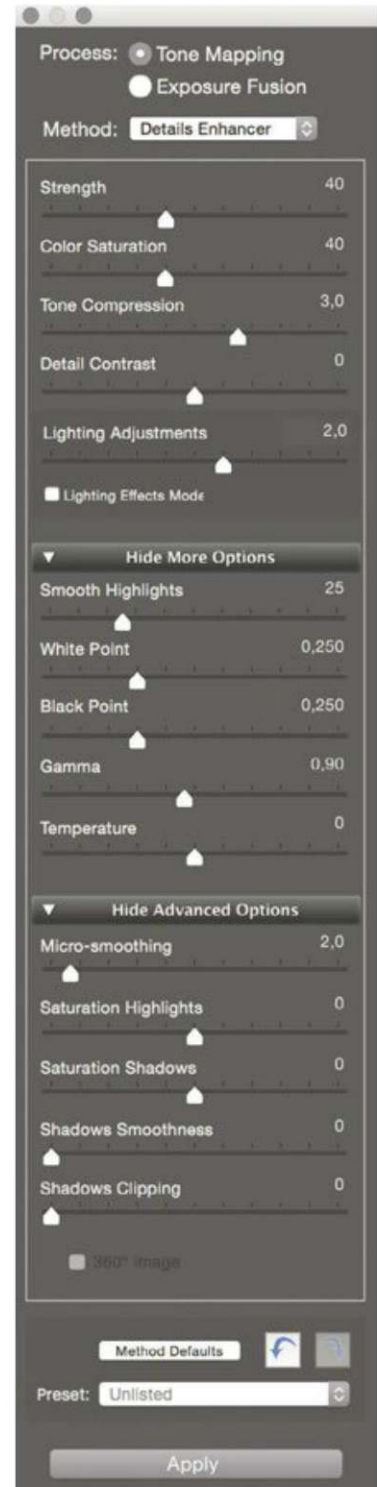 Process: Tone Mapping
Exposure Fusion
Method: Details Enhancer
Strength 40
Color Saturation 40
Tone Compression 3,0
Detail Contrast 0
Lighting Adjustments 2,0
Lighting Effects Mode
Hide More Options
Smooth Highlights 25
White Point 0,250
Black Point 0,250
Gamma 0,90
Temperature 0
Hide Advanced Options
Micro-smoothing 2,0
Saturation Highlights 0
Saturation Shadows 0
Shadows Smoothness 0
Shadows Clipping 0
360° image
Method Defaults
Preset: Unlisted
Apply